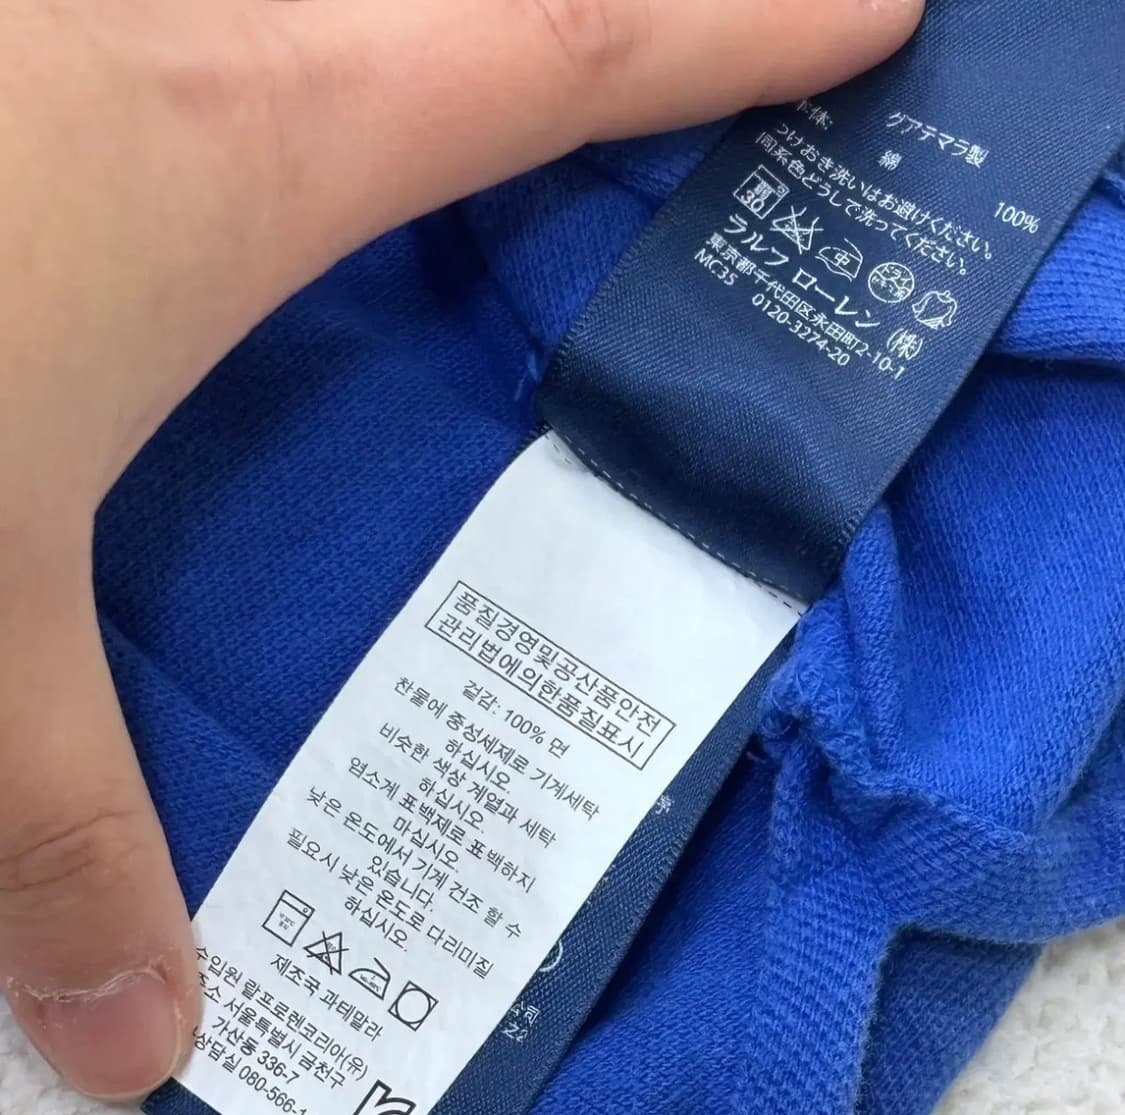 グアテマラ製
体: 綿 100%
つけおき洗いはお避けください。
同系色どうしで洗ってください。
30 中
ラルフ ローレン (株)
東京都千代田区永田町2-10-1
MC35 0120-3274-20
품질경영및공산품안전
관리법에의한품질표시
겉감: 100% 면
찬물에 중성세제로 기계세탁
하십시오.
비슷한 색상 계열과 세탁
하십시오.
염소계 표백제로 표백하지
마십시오.
낮은 온도에서 기계 건조 할 수
있습니다.
필요시 낮은 온도로 다리미질
하십시오.
제조국 과테말라
수입원 랄프로렌코리아(유)
주소 서울특별시 금천구
가산동 336-7
상담실 080-566-1